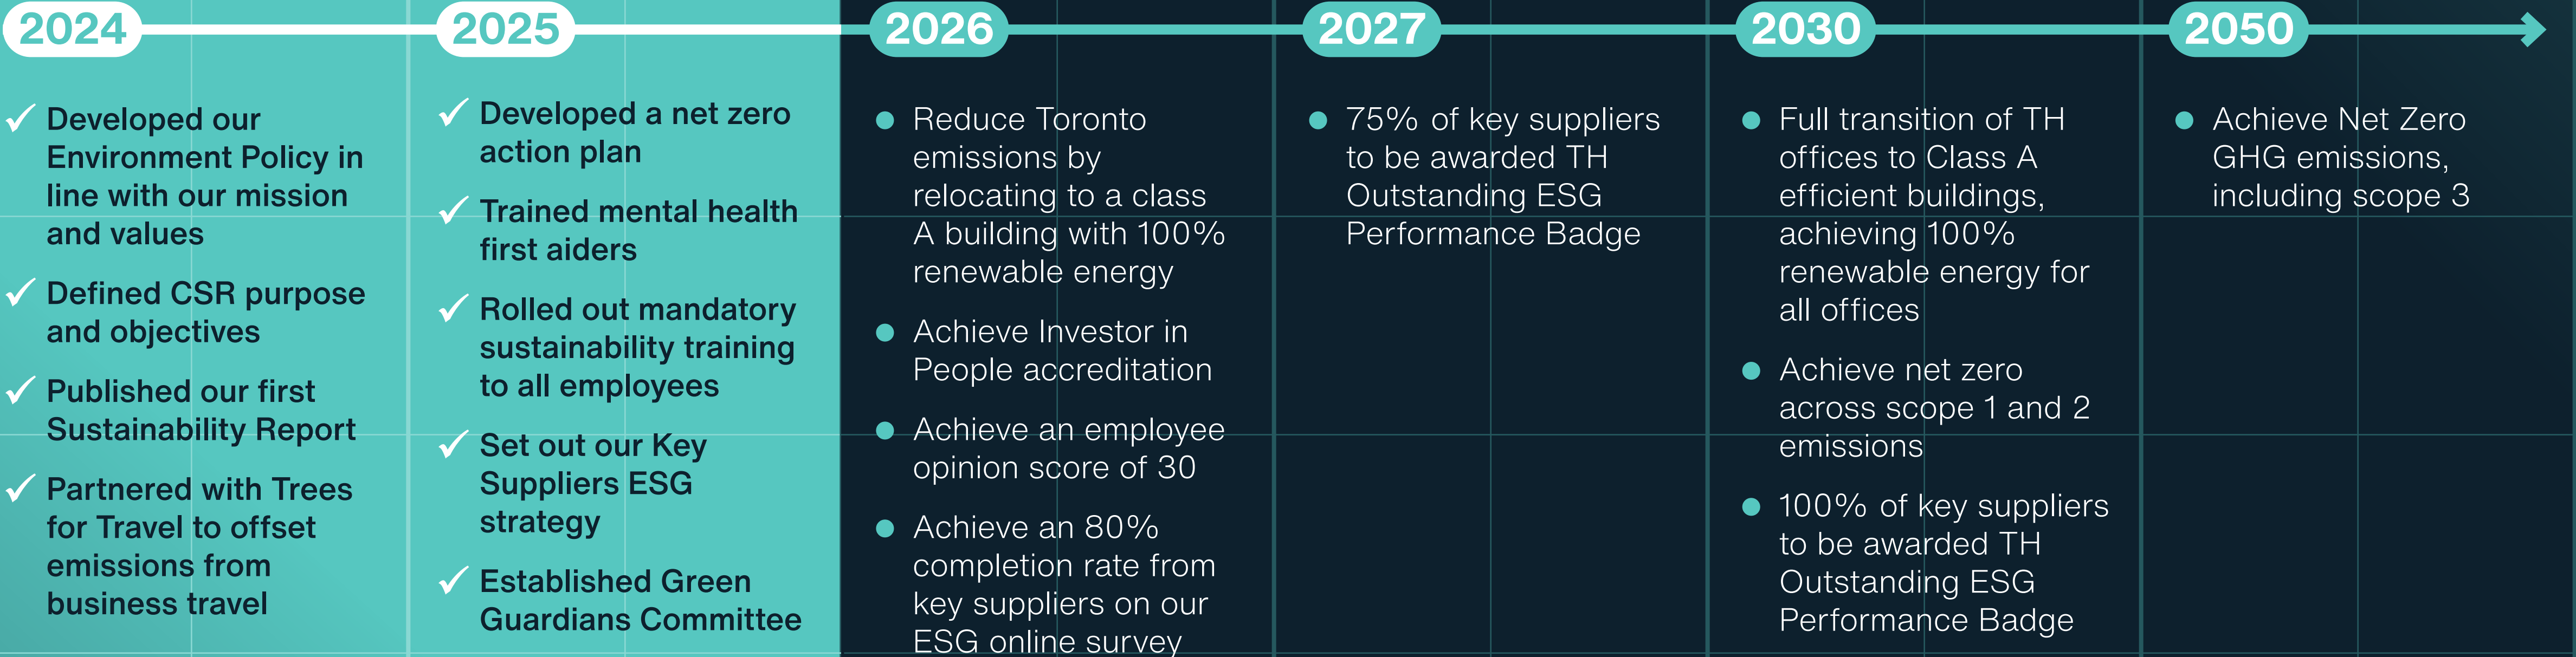 2024
Developed our
Environment Policy in
line with our mission
and values
Defined CSR purpose
and objectives
Published our first
Sustainability Report
Partnered with Trees
for Travel to offset
emissions from
business travel
2025
Developed a net zero
action plan
Trained mental health
first aiders
Rolled out mandatory
sustainability training
to all employees
Set out our Key
Suppliers ESG
strategy
Established Green
Guardians Committee
2026
Reduce Toronto
emissions by
relocating to a class
A building with 100%
renewable energy
Achieve Investor in
People accreditation
Achieve an employee
opinion score of 30
Achieve an 80%
completion rate from
key suppliers on our
ESG online survey
2027
75% of key suppliers
to be awarded TH
Outstanding ESG
Performance Badge
2030
Full transition of TH
offices to Class A
efficient buildings,
achieving 100%
renewable energy for
all offices
Achieve net zero
across scope 1 and 2
emissions
100% of key suppliers
to be awarded TH
Outstanding ESG
Performance Badge
2050
Achieve Net Zero
GHG emissions,
including scope 3